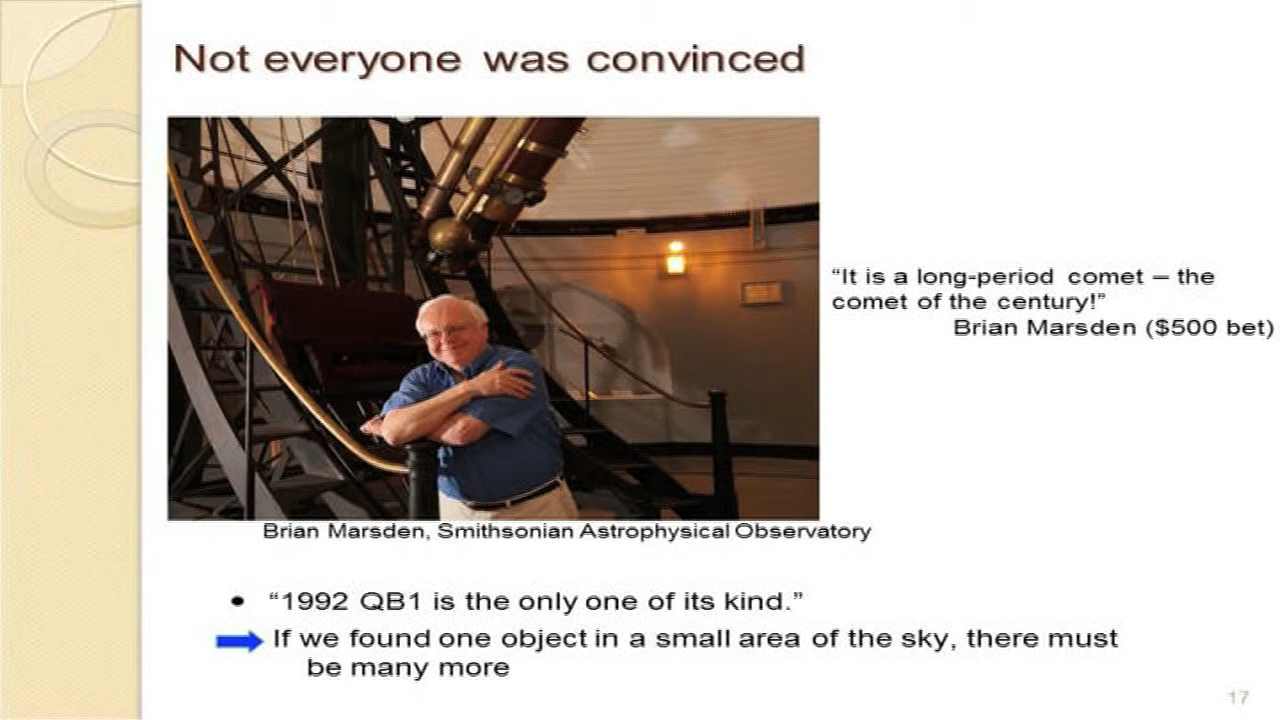 Not everyone was convinced
“It is a long-period comet – the
comet of the century!”
Brian Marsden ($500 bet)
Brian Marsden, Smithsonian Astrophysical Observatory
• “1992 QB1 is the only one of its kind.”
If we found one object in a small area of the sky, there must
be many more
17